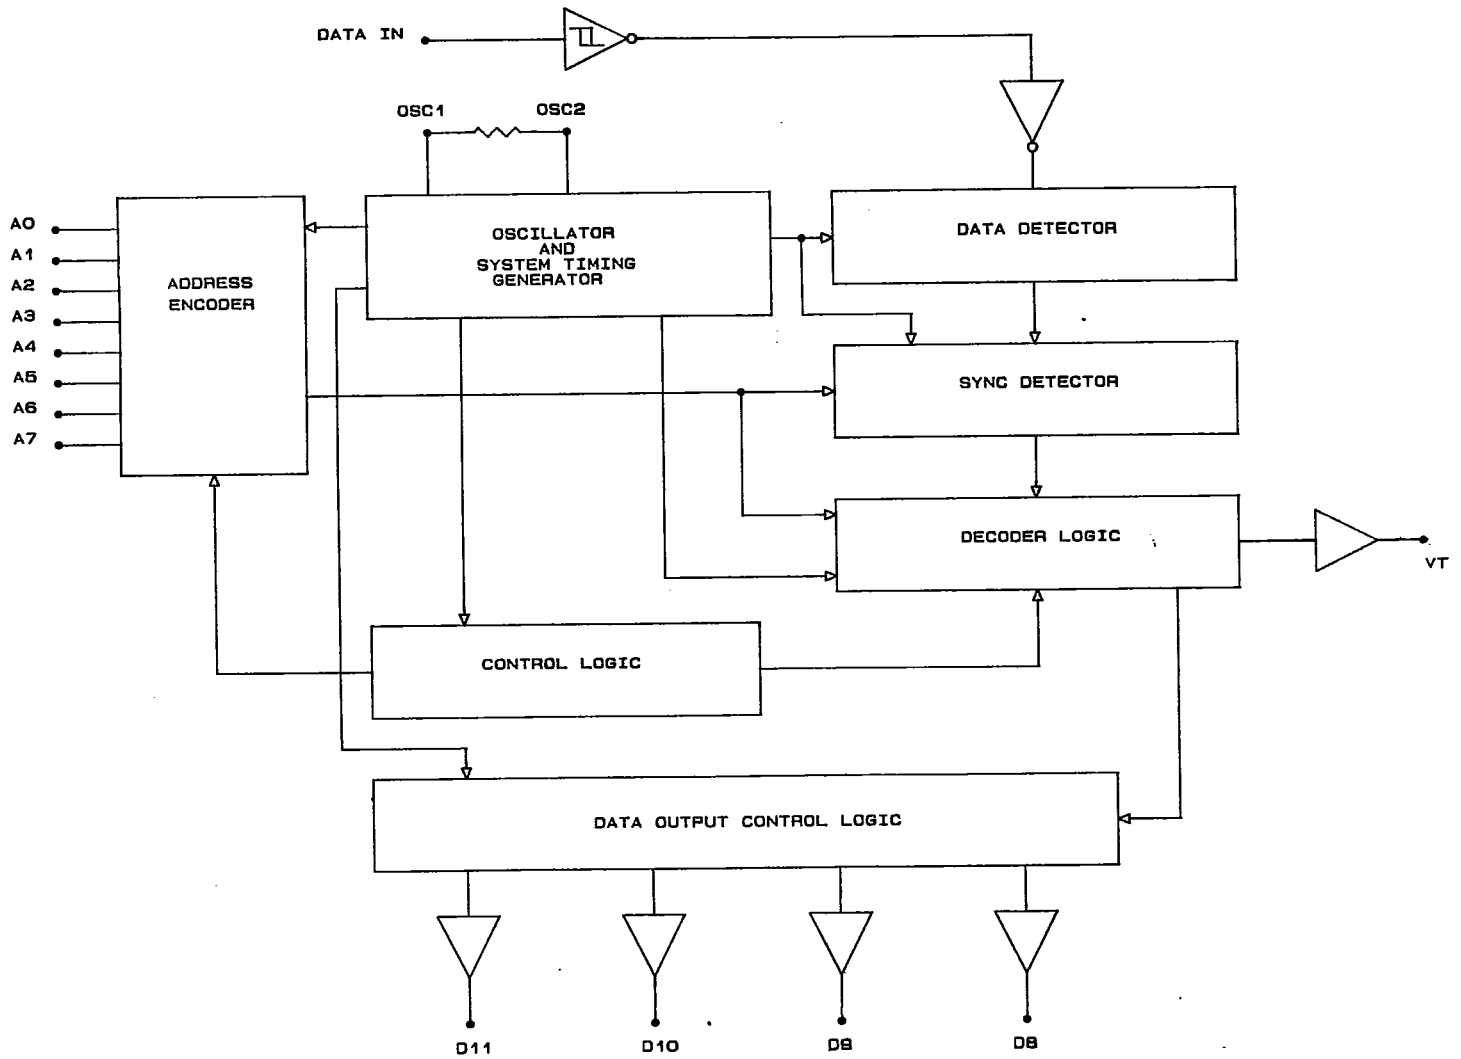 DATA IN
OSC1
OSC2
A0
A1
A2
A3
A4
A5
A6
A7
ADDRESS
ENCODER
OSCILLATOR
AND
SYSTEM TIMING
GENERATOR
DATA DETECTOR
SYNC DETECTOR
DECODER LOGIC
VT
CONTROL LOGIC
DATA OUTPUT CONTROL LOGIC
D11
D10
D9
D8